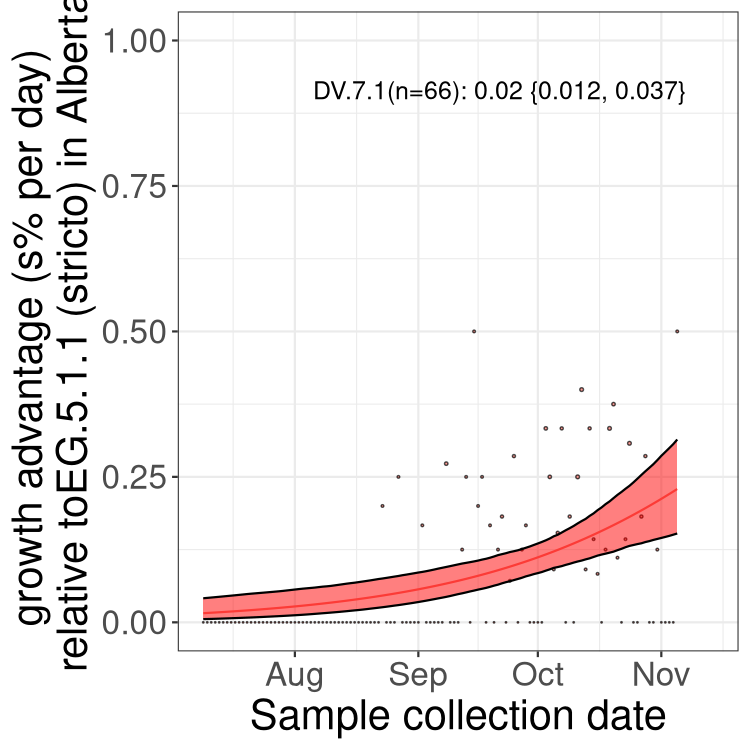 growth advantage (s% per day)
relative toEG.5.1.1 (stricto) in Alberta
1.00
0.75
0.50
0.25
0.00
DV.7.1(n=66): 0.02 {0.012, 0.037}
Aug Sep Oct Nov
Sample collection date